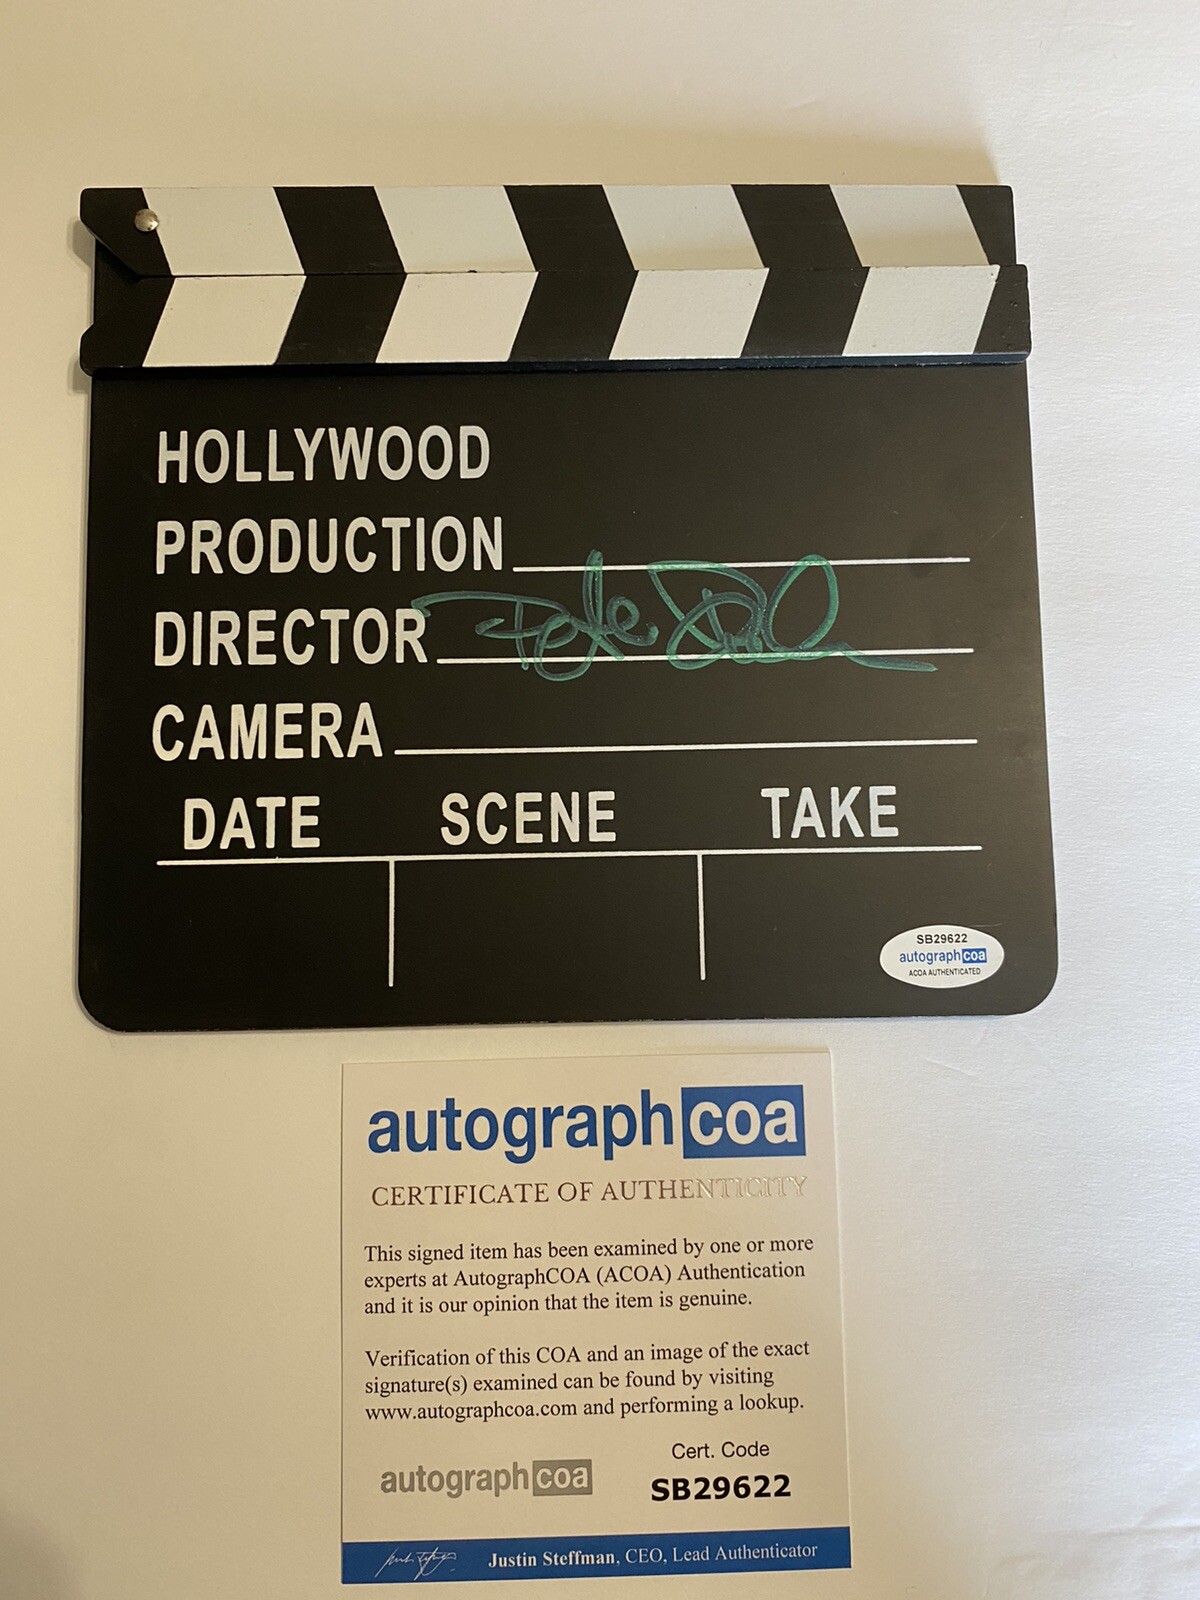 HOLLYWOOD
PRODUCTION
DIRECTOR Pete
CAMERA
DATE SCENE TAKE
SB29622
autographcoa
ACOA AUTHENTICATED
autographcoa
CERTIFICATE OF AUTHENTICITY
This signed item has been examined by one or more
experts at AutographCOA (ACOA) Authentication
and it is our opinion that the item is genuine.
Verification of this COA and an image of the exact
signature(s) examined can be found by visiting
www.autographcoa.com and performing a lookup.
Cert. Code
autographcoa
SB29622
Justin Steffman, CEO, Lead Authenticator